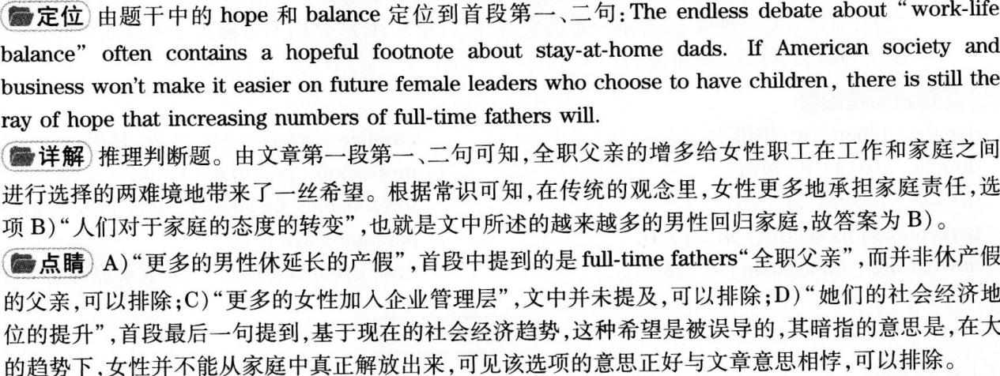 定位 由题干中的 hope 和 balance 定位到首段第一、二句：The endless debate about “work-life
balance” often contains a hopeful footnote about stay-at-home dads. If American society and
business won't make it easier on future female leaders who choose to have children, there is still the
ray of hope that increasing numbers of full-time fathers will.
详解 推理判断题。由文章第一段第一、二句可知，全职父亲的增多给女性职工在工作和家庭之间
进行选择的两难境地带来了一丝希望。根据常识可知，在传统的观念里，女性更多地承担家庭责任，选
项 B)“人们对于家庭的态度的转变”，也就是文中所述的越来越多的男性回归家庭，故答案为 B)。
点睛 A)“更多的男性休延长的产假”，首段中提到的是 full-time fathers“全职父亲”，而并非休产假
的父亲，可以排除；C)“更多的女性加入企业管理层”，文中并未提及，可以排除；D)“她们的社会经济地
位的提升”，首段最后一句提到，基于现在的社会经济趋势，这种希望是被误导的，其暗指的意思是，在大
的趋势下，女性并不能从家庭中真正解放出来，可见该选项的意思正好与文章意思相悖，可以排除。